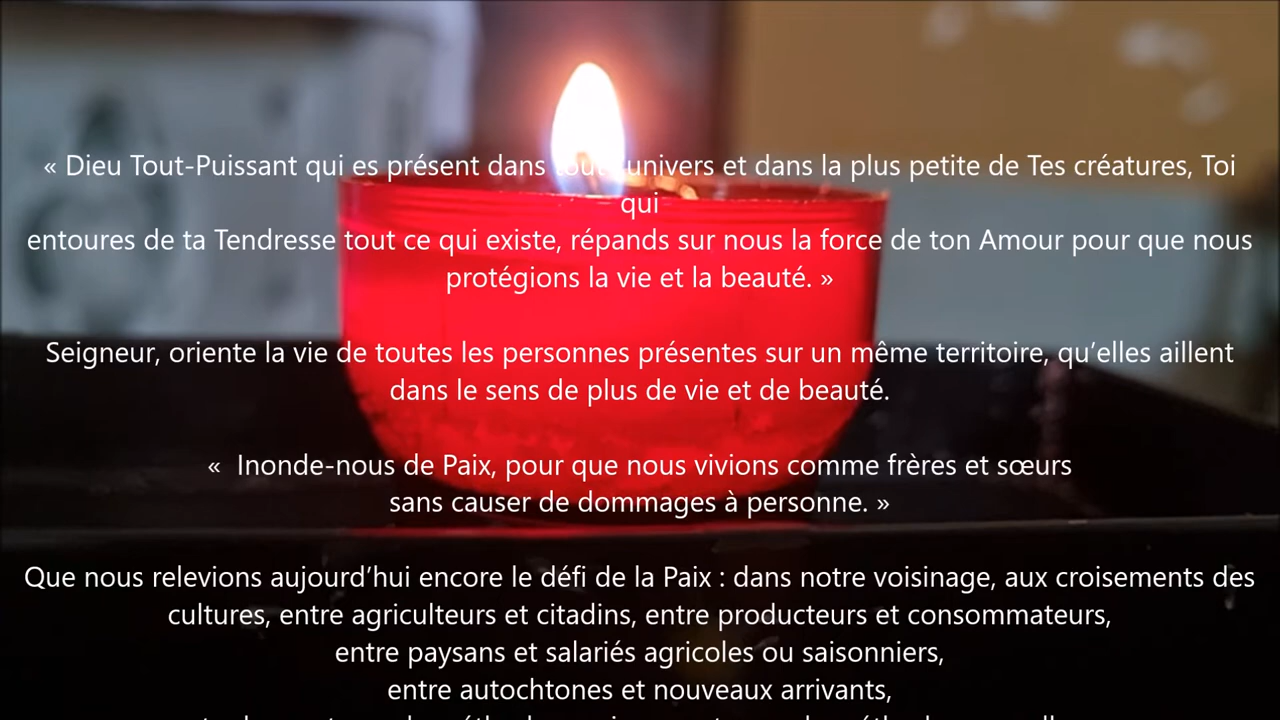 « Dieu Tout-Puissant qui es présent dans tout l'univers et dans la plus petite de Tes créatures, Toi
qui
entoures de ta Tendresse tout ce qui existe, répands sur nous la force de ton Amour pour que nous
protégions la vie et la beauté. »
Seigneur, oriente la vie de toutes les personnes présentes sur un même territoire, qu’elles aillent
dans le sens de plus de vie et de beauté.
« Inonde-nous de Paix, pour que nous vivions comme frères et sœurs
sans causer de dommages à personne. »
Que nous relevions aujourd’hui encore le défi de la Paix : dans notre voisinage, aux croisements des
cultures, entre agriculteurs et citadins, entre producteurs et consommateurs,
entre paysans et salariés agricoles ou saisonniers,
entre autochtones et nouveaux arrivants,